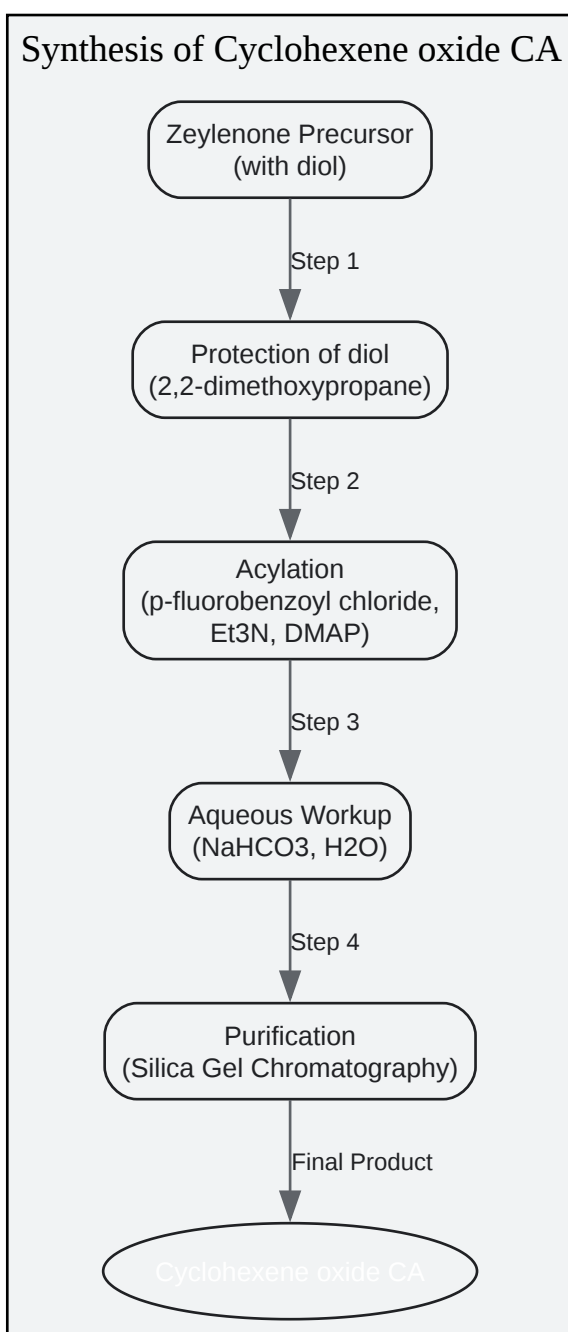 Synthesis of Cyclohexene oxide CA
Zeylenone Precursor
(with diol)
Step 1
Protection of diol
(2,2-dimethoxypropane)
Step 2
Acylation
(p-fluorobenzoyl chloride,
Et3N, DMAP)
Step 3
Aqueous Workup
(NaHCO3, H2O)
Step 4
Purification
(Silica Gel Chromatography)
Final Product
Cyclohexene oxide CA